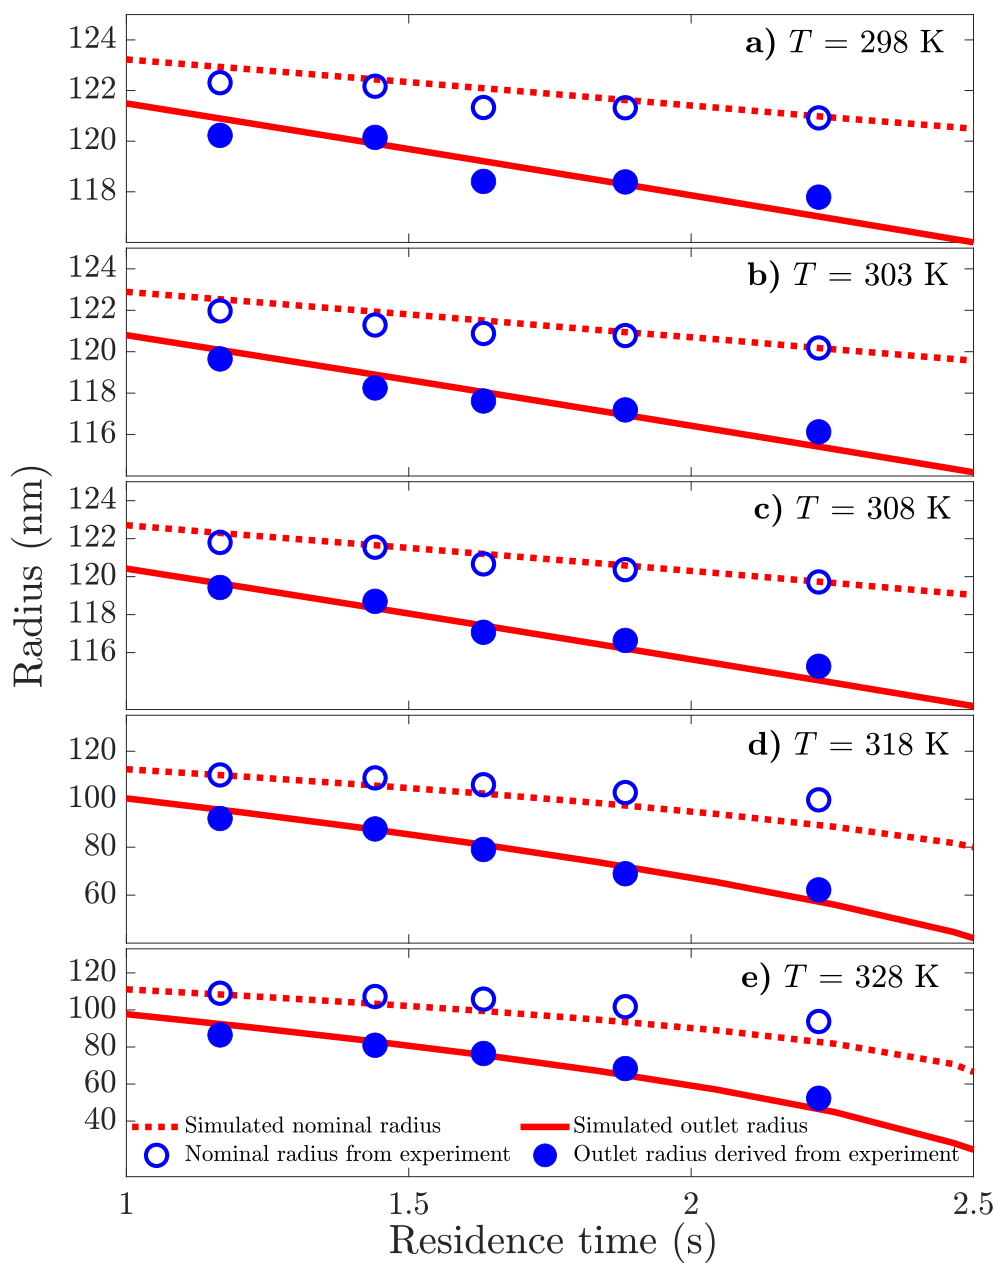 a) T = 298 K
124
122
120
118
b) T = 303 K
124
122
120
118
116
c) T = 308 K
124
122
120
118
116
d) T = 318 K
120
100
80
60
e) T = 328 K
120
100
80
60
40
Simulated nominal radius
Simulated outlet radius
Nominal radius from experiment
Outlet radius derived from experiment
1
1.5
2
2.5
Residence time (s)
Radius (nm)